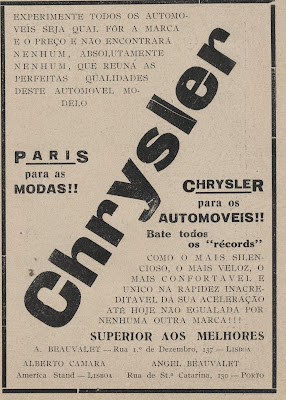 EXPERIMENTE TODOS OS AUTOMO-
VEIS SEJA QUAL FÔR A MARCA
E O PREÇO E NÃO ENCONTRARÁ
NENHUM, ABSOLUTAMENTE
NENHUM, QUE REUNA AS
PERFEITAS QUALIDADES
DESTE AUTOMOVEL MO-
DELO
Chrysler
PARIS
para as
MODAS!!
CHRYSLER
para os
AUTOMOVEIS!!
Bate todos
os "récords"
COMO O MAIS SILEN-
CIOSO, O MAIS VELOZ, O
MAIS CONFORTAVEL E
UNICO NA RAPIDEZ INACRE-
DITAVEL DA SUA ACELERAÇÃO
ATÉ HOJE NÃO EGUALADA POR
NENHUMA OUTRA MARCA!!!
SUPERIOR AOS MELHORES
A. BEAUVALET — Rua 1.º de Dezembro, 137 — LISBOA
ALBERTO CAMARA
America Stand — LISBOA
ANGEL BEAUVALET
Rua de St.ª Catarina, 250 — PORTO